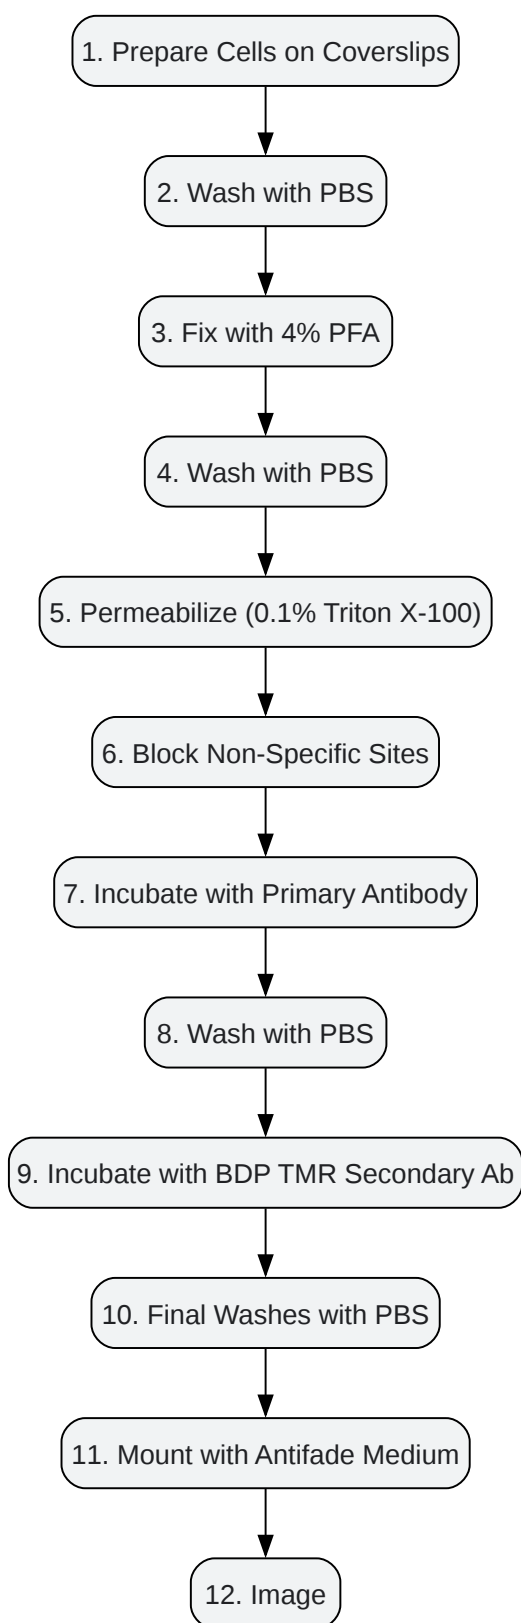 1. Prepare Cells on Coverslips
2. Wash with PBS
3. Fix with 4% PFA
4. Wash with PBS
5. Permeabilize (0.1% Triton X-100)
6. Block Non-Specific Sites
7. Incubate with Primary Antibody
8. Wash with PBS
9. Incubate with BDP TMR Secondary Ab
10. Final Washes with PBS
11. Mount with Antifade Medium
12. Image